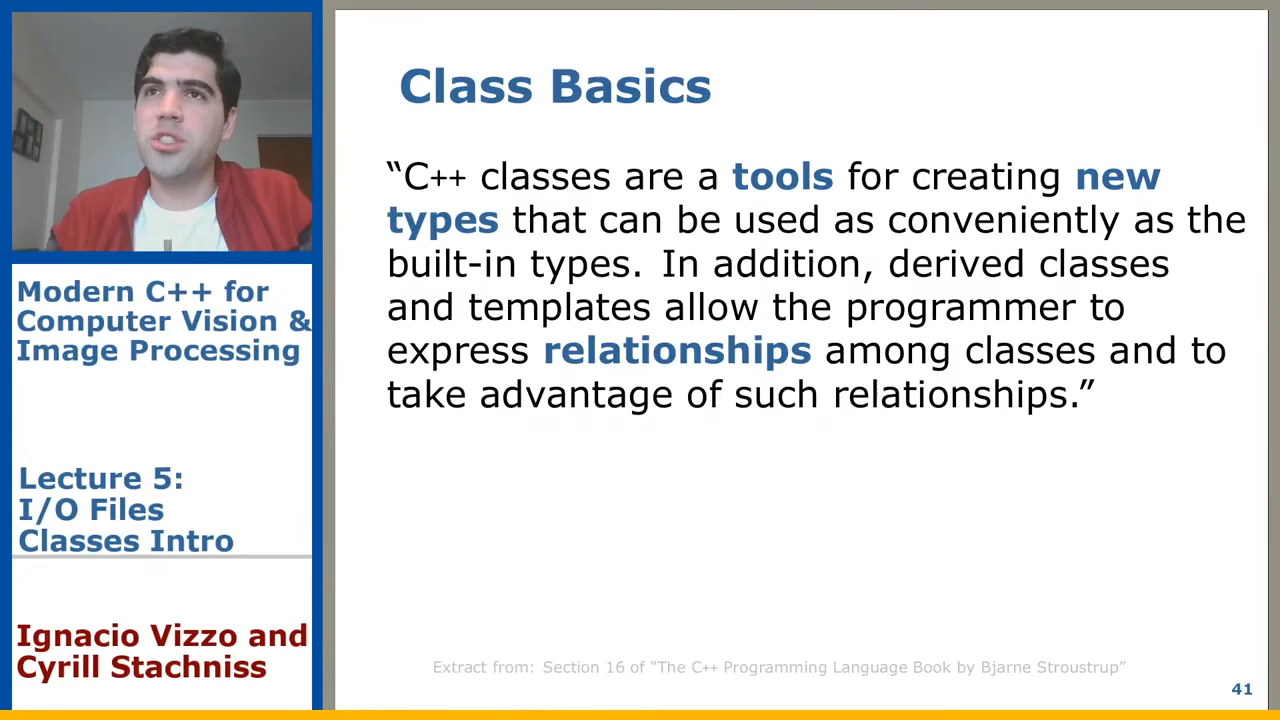 Class Basics
“C++ classes are a tools for creating new
types that can be used as conveniently as the
built-in types. In addition, derived classes
and templates allow the programmer to
express relationships among classes and to
take advantage of such relationships.”
Modern C++ for
Computer Vision &
Image Processing
Lecture 5:
I/O Files
Classes Intro
Ignacio Vizzo and
Cyrill Stachniss
Extract from: Section 16 of “The C++ Programming Language Book by Bjarne Stroustrup”
41